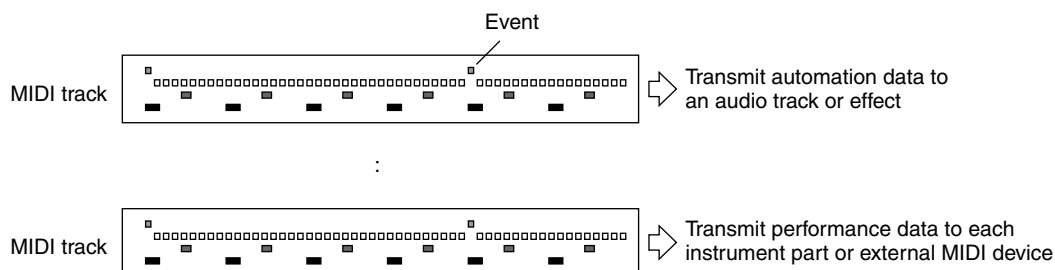 Event
MIDI track
Transmit automation data to
an audio track or effect
:
MIDI track
Transmit performance data to each
instrument part or external MIDI device